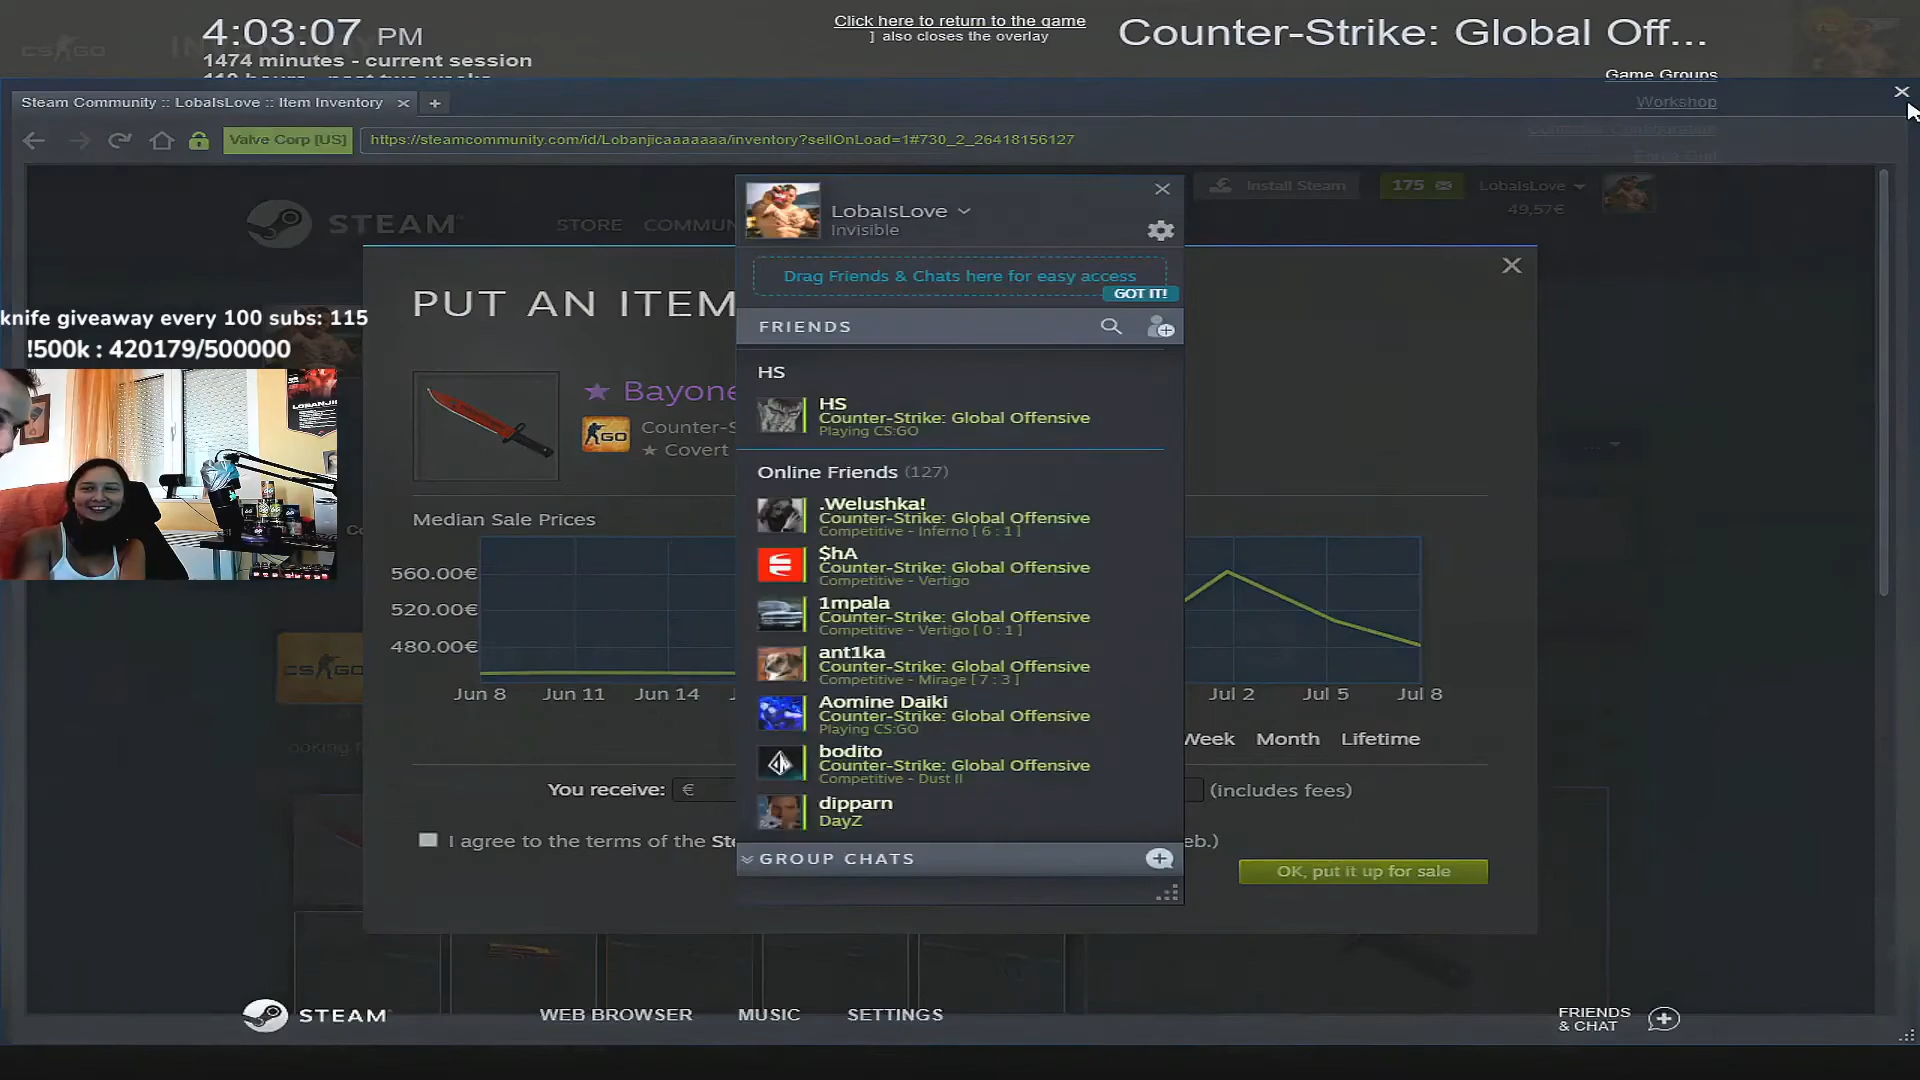 4:03:07 PM
1474 minutes - current session
Click here to return to the game
] also closes the overlay
Counter-Strike: Global Off...
Game Groups
Workshop
Steam Community :: LobaIsLove :: Item Inventory
Valve Corp [US]
https://steamcommunity.com/id/Lobanjicaaaaaaa/inventory?sellOnLoad=1#730_2_26418156127
STEAM
STORE
COMMUN
Install Steam
175
LobaIsLove
49,57€
LobaIsLove
Invisible
Drag Friends & Chats here for easy access
GOT IT!
PUT AN ITEM
FRIENDS
knife giveaway every 100 subs: 115
!500k : 420179/500000
HS
HS
Counter-Strike: Global Offensive
Playing CS:GO
★ Bayone
Counter-S
★ Covert
GO
Online Friends (127)
.Welushka!
Counter-Strike: Global Offensive
Competitive - Inferno [ 6 : 1 ]
$hA
Counter-Strike: Global Offensive
Competitive - Vertigo
1mpala
Counter-Strike: Global Offensive
Competitive - Vertigo [ 0 : 1 ]
ant1ka
Counter-Strike: Global Offensive
Competitive - Mirage [ 7 : 3 ]
Aomine Daiki
Counter-Strike: Global Offensive
Playing CS:GO
bodito
Counter-Strike: Global Offensive
Competitive - Dust II
dipparn
DayZ
GROUP CHATS
Median Sale Prices
560.00€
520.00€
480.00€
Jun 8
Jun 11
Jun 14
Jul 2
Jul 5
Jul 8
Week
Month
Lifetime
You receive: €
(includes fees)
I agree to the terms of the Ste
eb.)
OK, put it up for sale
CS:GO
STEAM
WEB BROWSER
MUSIC
SETTINGS
FRIENDS
& CHAT